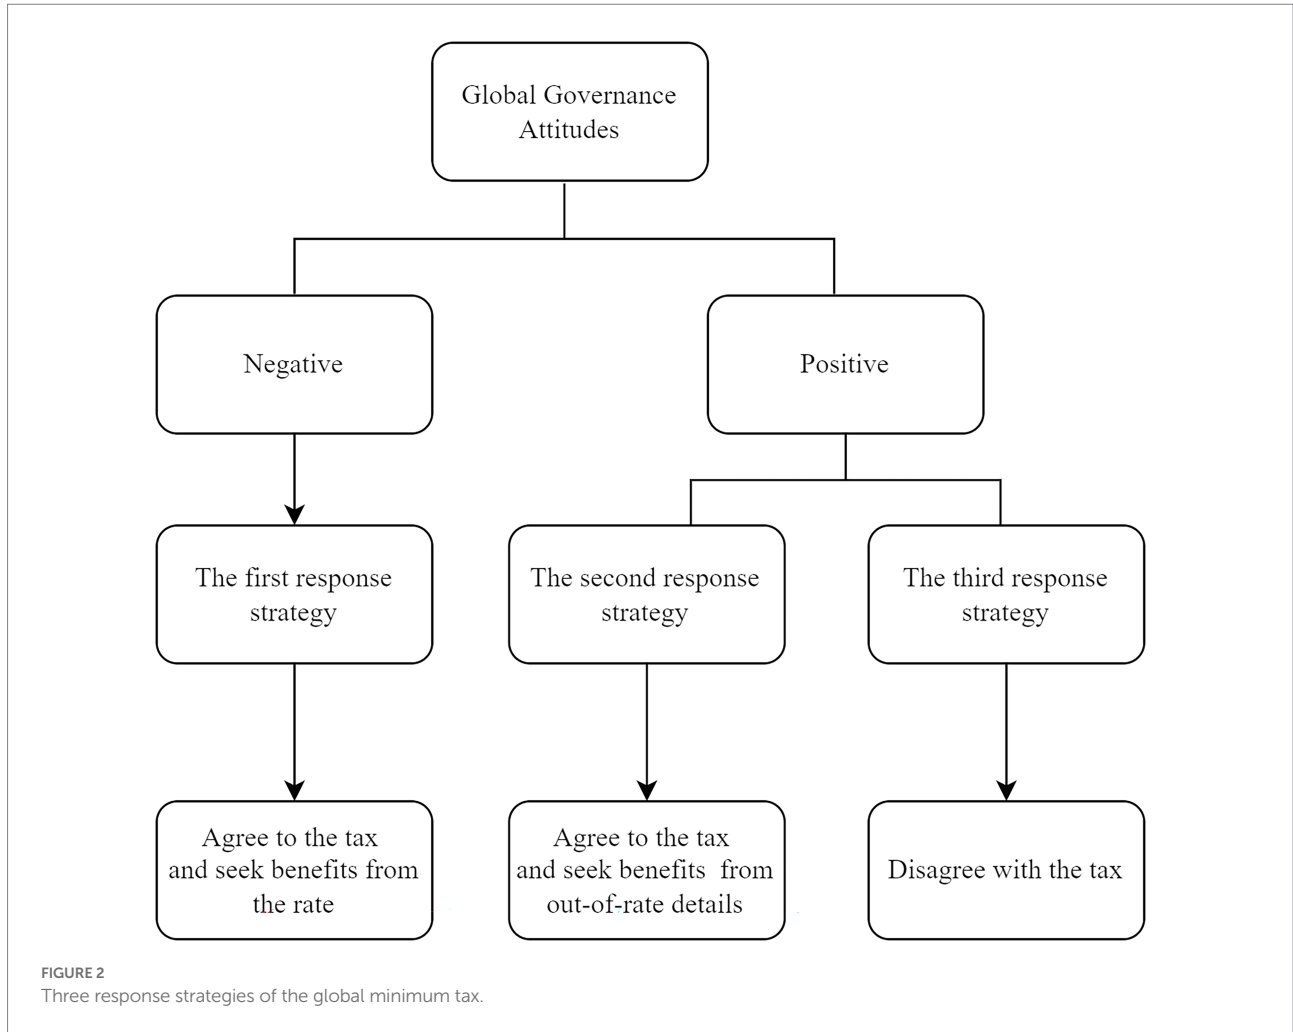 Global Governance
Attitudes
Negative
Positive
The first response
strategy
The second response
strategy
The third response
strategy
Agree to the tax
and seek benefits from
the rate
Agree to the tax
and seek benefits  from
out-of-rate details
Disagree with the tax
FIGURE 2
Three response strategies of the global minimum tax.